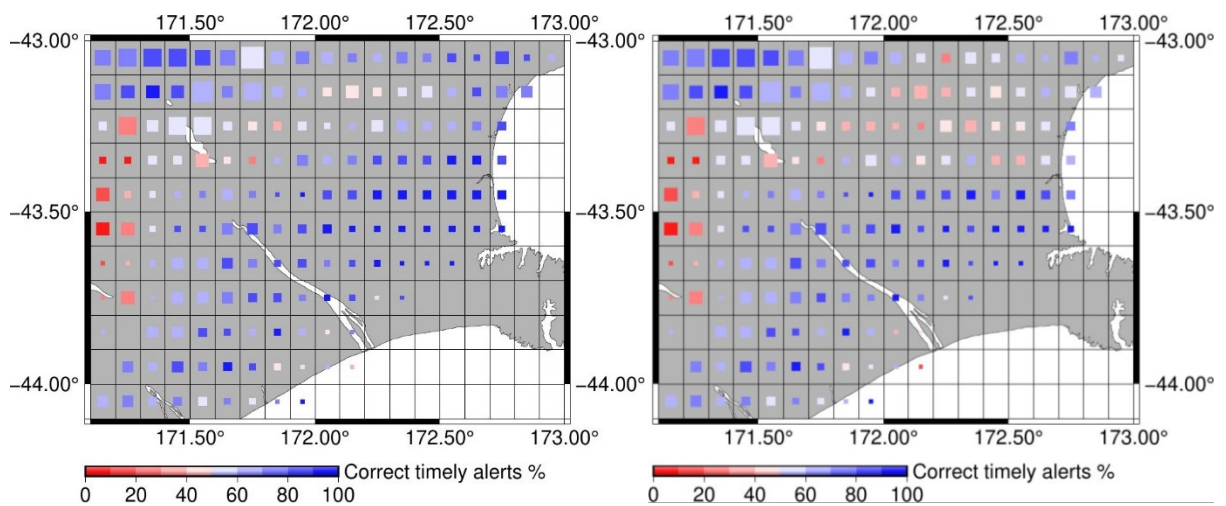 171.50° 172.00° 172.50° 173.00° 171.50° 172.00° 172.50° 173.00°
−43.00° −43.00° −43.00°
−43.50° −43.50° −43.50°
−44.00° −44.00° −44.00°
171.50° 172.00° 172.50° 173.00° 171.50° 172.00° 172.50° 173.00°
Correct timely alerts % Correct timely alerts %
0 20 40 60 80 100 0 20 40 60 80 100